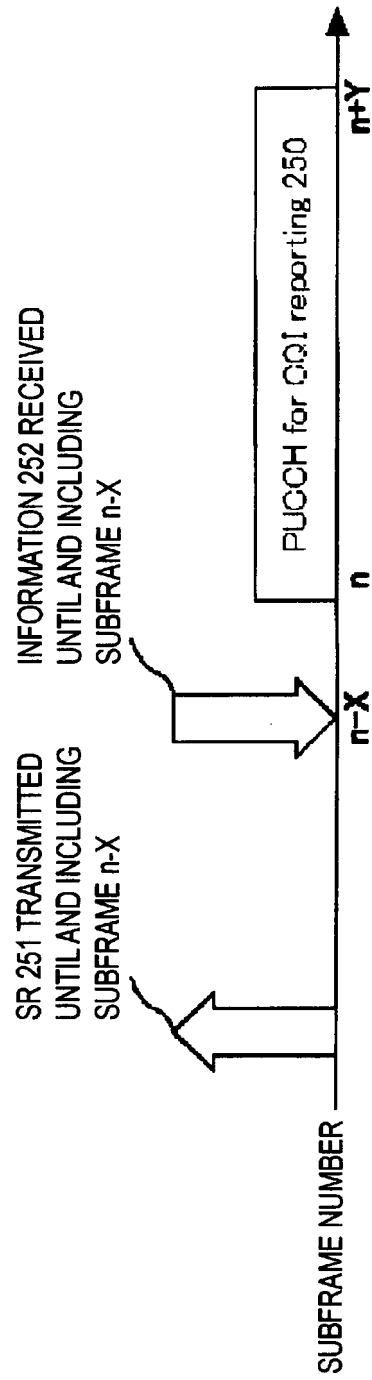 SR 251 TRANSMITTED
UNTIL AND INCLUDING
SUBFRAME n-X
INFORMATION 252 RECEIVED
UNTIL AND INCLUDING
SUBFRAME n-X
PUCCH for CQI reporting 250
SUBFRAME NUMBER
n-X
n
n+Y